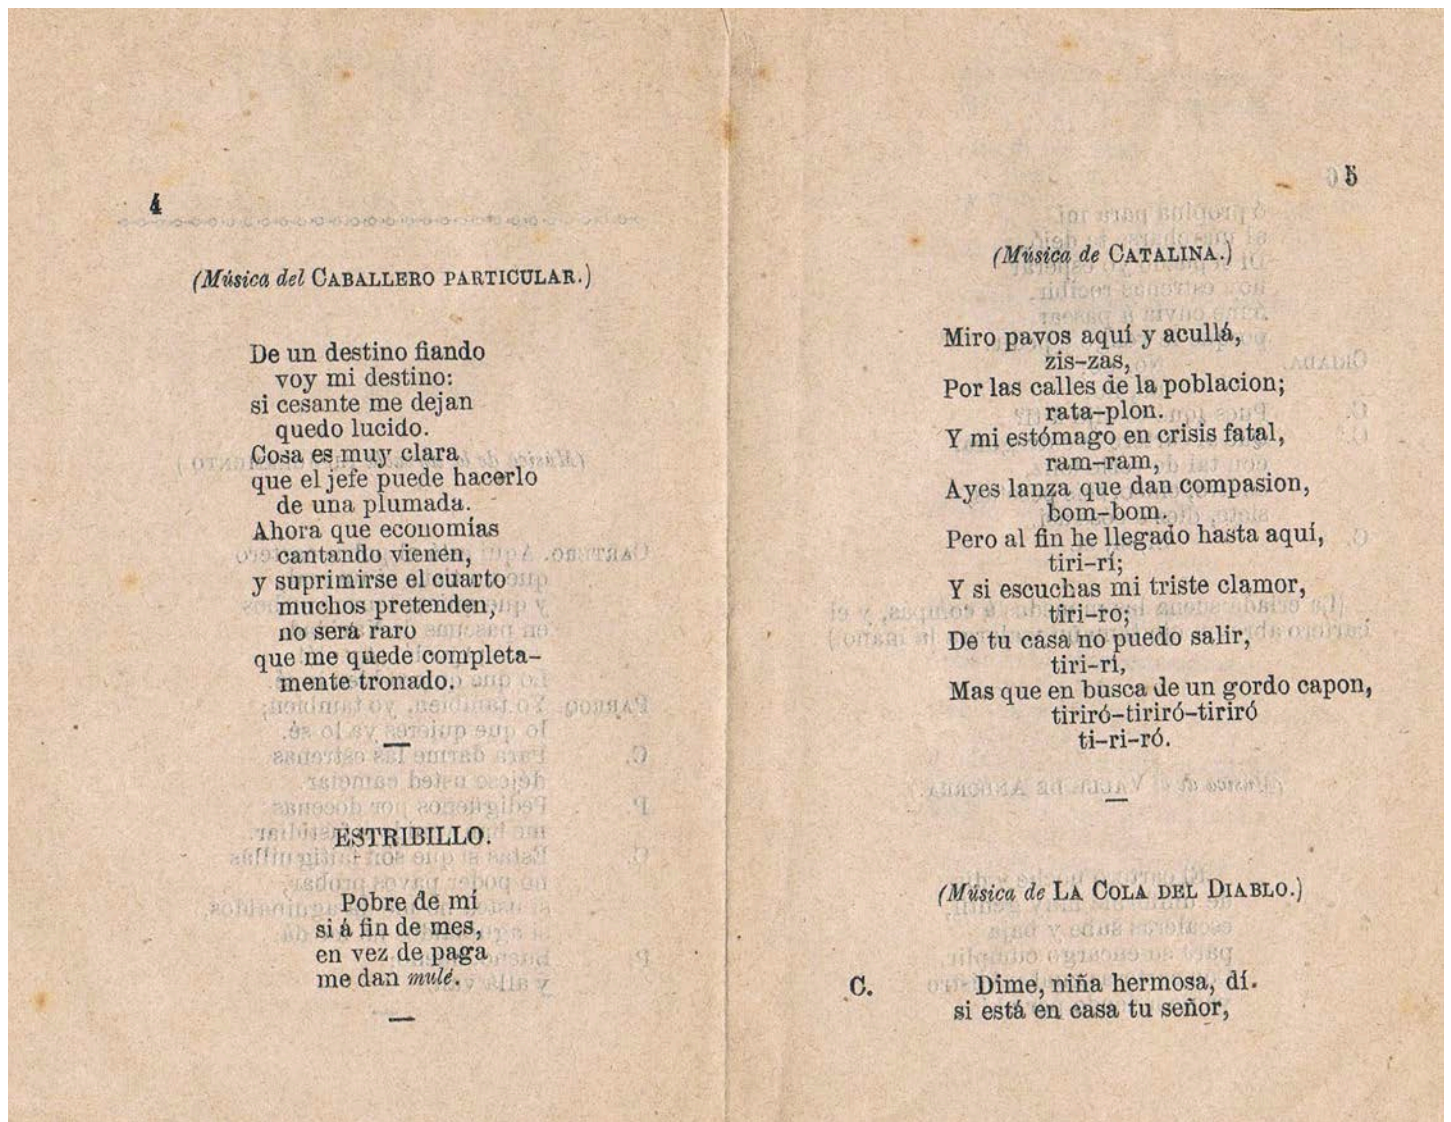 4
(Música del CABALLERO PARTICULAR.)
De un destino fiando
voy mi destino:
si cesante me dejan
quedo lucido.
Cosa es muy clara
que el jefe puede hacerlo
de una plumada.
Ahora que economías
cantando vienen,
y suprimirse el cuarto
muchos pretenden,
no será raro
que me quede completa-
mente tronado.
ESTRIBILLO.
Pobre de mí
si á fin de mes,
en vez de paga
me dan mulé.
5
(Música de CATALINA.)
Miro pavos aquí y acullá,
zis-zas,
Por las calles de la poblacion;
rata-plon.
Y mi estómago en crisis fatal,
ram-ram,
Ayes lanza que dan compasion,
bom-bom.
Pero al fin he llegado hasta aquí,
tiri-rí;
Y si escuchas mi triste clamor,
tiri-ro;
De tu casa no puedo salir,
tiri-rí,
Mas que en busca de un gordo capon,
tiriró-tiriró-tiriró
ti-ri-ró.
(Música de LA COLA DEL DIABLO.)
C. Dime, niña hermosa, dí.
si está en casa tu señor,